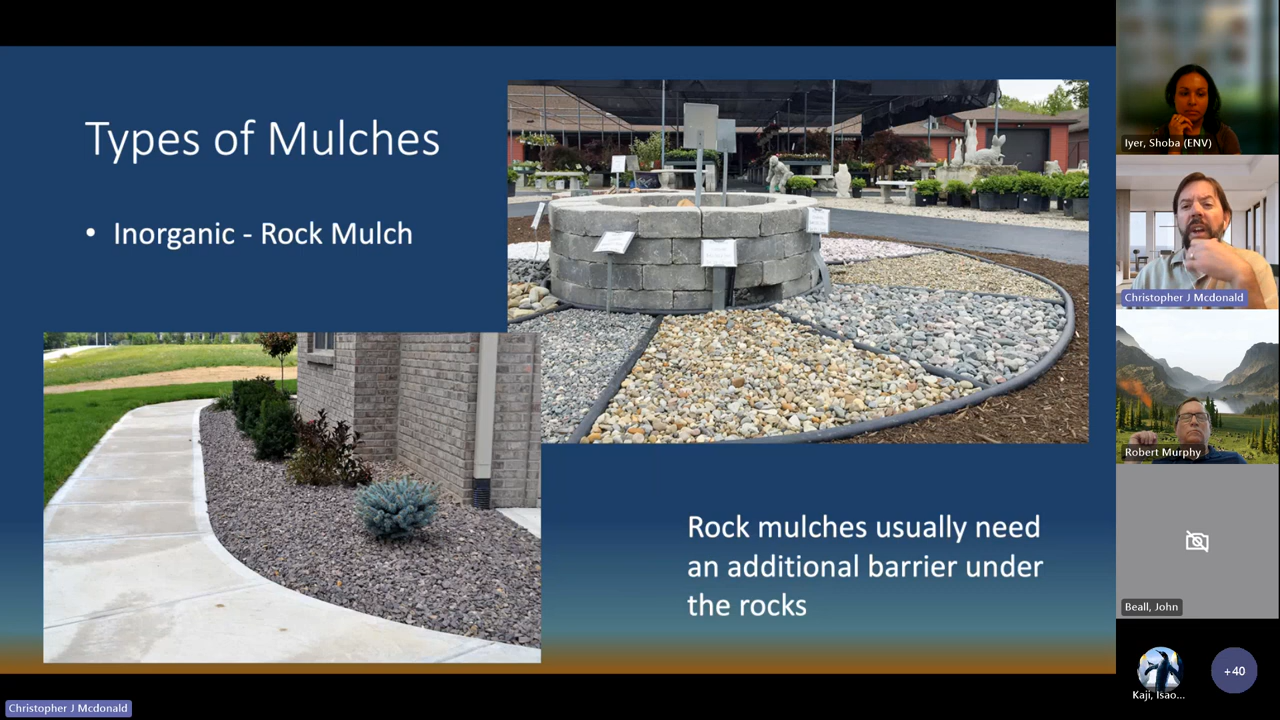 Types of Mulches
• Inorganic - Rock Mulch
Rock mulches usually need
an additional barrier under
the rocks
Iyer, Shoba (ENV)
Christopher J Mcdonald
Robert Murphy
Beall, John
Kaji, Isao...
+40
Christopher J Mcdonald